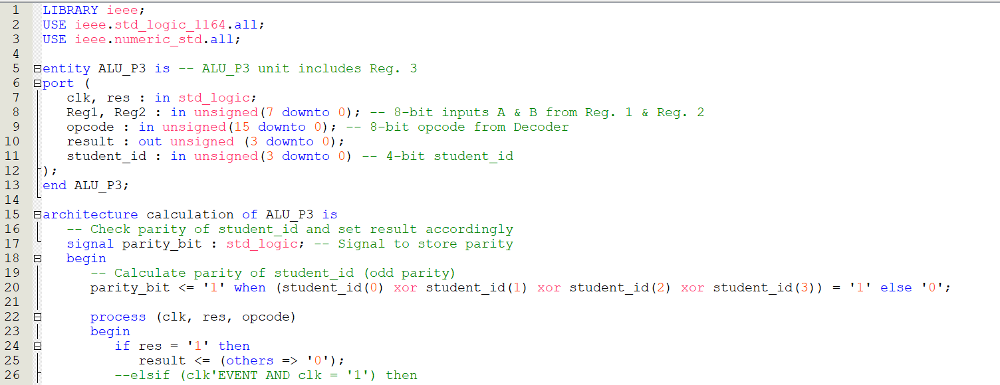 1 LIBRARY ieee;
2 USE ieee.std_logic_1164.all;
3 USE ieee.numeric_std.all;
4
5 entity ALU_P3 is -- ALU_P3 unit includes Reg. 3
6 port (
7 clk, res : in std_logic;
8 Reg1, Reg2 : in unsigned(7 downto 0); -- 8-bit inputs A & B from Reg. 1 & Reg. 2
9 opcode : in unsigned(15 downto 0); -- 8-bit opcode from Decoder
10 result : out unsigned (3 downto 0);
11 student_id : in unsigned(3 downto 0) -- 4-bit student_id
12 );
13 end ALU_P3;
14
15 architecture calculation of ALU_P3 is
16 -- Check parity of student_id and set result accordingly
17 signal parity_bit : std_logic; -- Signal to store parity
18 begin
19 -- Calculate parity of student_id (odd parity)
20 parity_bit <= '1' when (student_id(0) xor student_id(1) xor student_id(2) xor student_id(3)) = '1' else '0';
21
22 process (clk, res, opcode)
23 begin
24 if res = '1' then
25 result <= (others => '0');
26 --elsif (clk'EVENT AND clk = '1') then